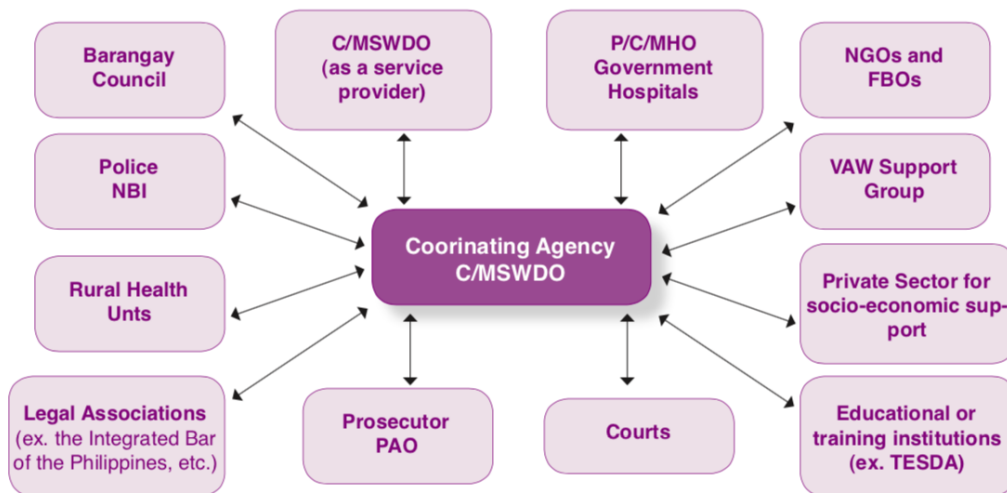 Barangay
Council
C/MSWDO
(as a service
provider)
P/C/MHO
Government
Hospitals
NGOs and
FBOs
Police
NBI
VAW Support
Group
Coorinating Agency
C/MSWDO
Rural Health
Unts
Private Sector for
socio-economic sup-
port
Legal Associations
(ex. the Integrated Bar
of the Philippines, etc.)
Prosecutor
PAO
Courts
Educational or
training institutions
(ex. TESDA)